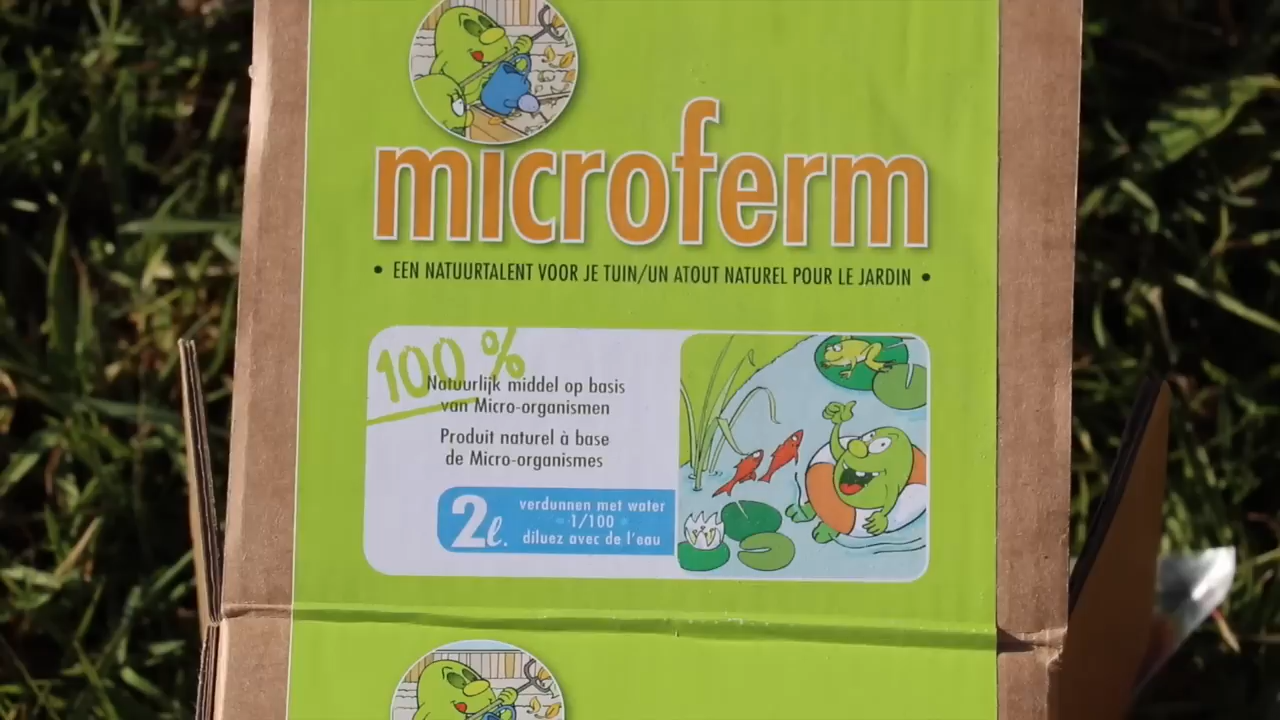 microferm
• EEN NATUURTALENT VOOR JE TUIN/UN ATOUT NATUREL POUR LE JARDIN •
100 %
Natuurlijk middel op basis
van Micro-organismen
Produit naturel à base
de Micro-organismes
2l.
verdunnen met water
1/100
diluez avec de l'eau